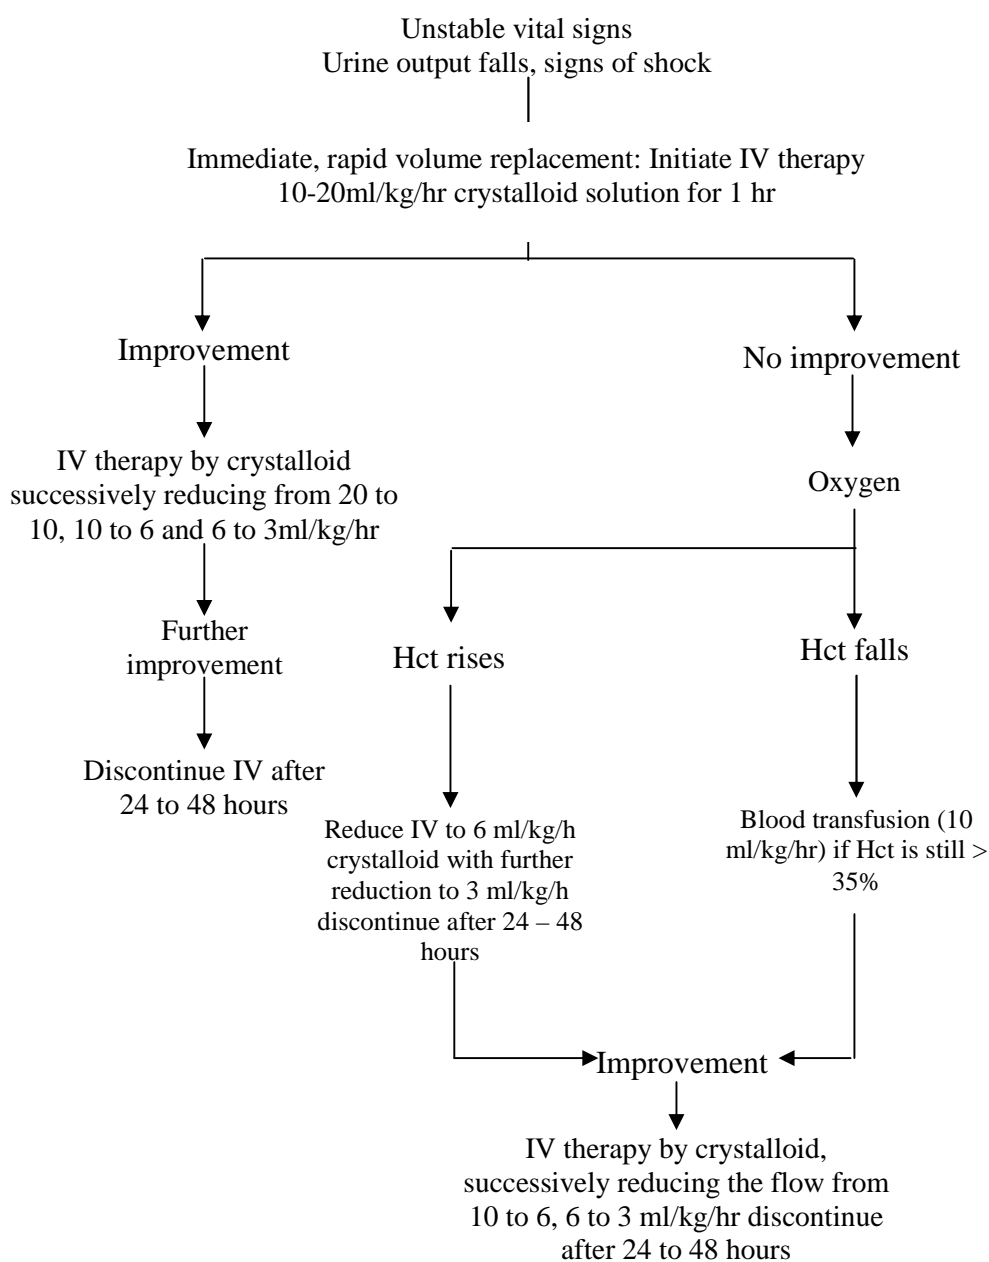 Unstable vital signs
Urine output falls, signs of shock
Immediate, rapid volume replacement: Initiate IV therapy
10-20ml/kg/hr crystalloid solution for 1 hr
Improvement
No improvement
IV therapy by crystalloid
successively reducing from 20 to
10, 10 to 6 and 6 to 3ml/kg/hr
Oxygen
Further
improvement
Hct rises
Hct falls
Discontinue IV after
24 to 48 hours
Reduce IV to 6 ml/kg/h
crystalloid with further
reduction to 3 ml/kg/h
discontinue after 24 – 48
hours
Blood transfusion (10
ml/kg/hr) if Hct is still >
35%
Improvement
IV therapy by crystalloid,
successively reducing the flow from
10 to 6, 6 to 3 ml/kg/hr discontinue
after 24 to 48 hours